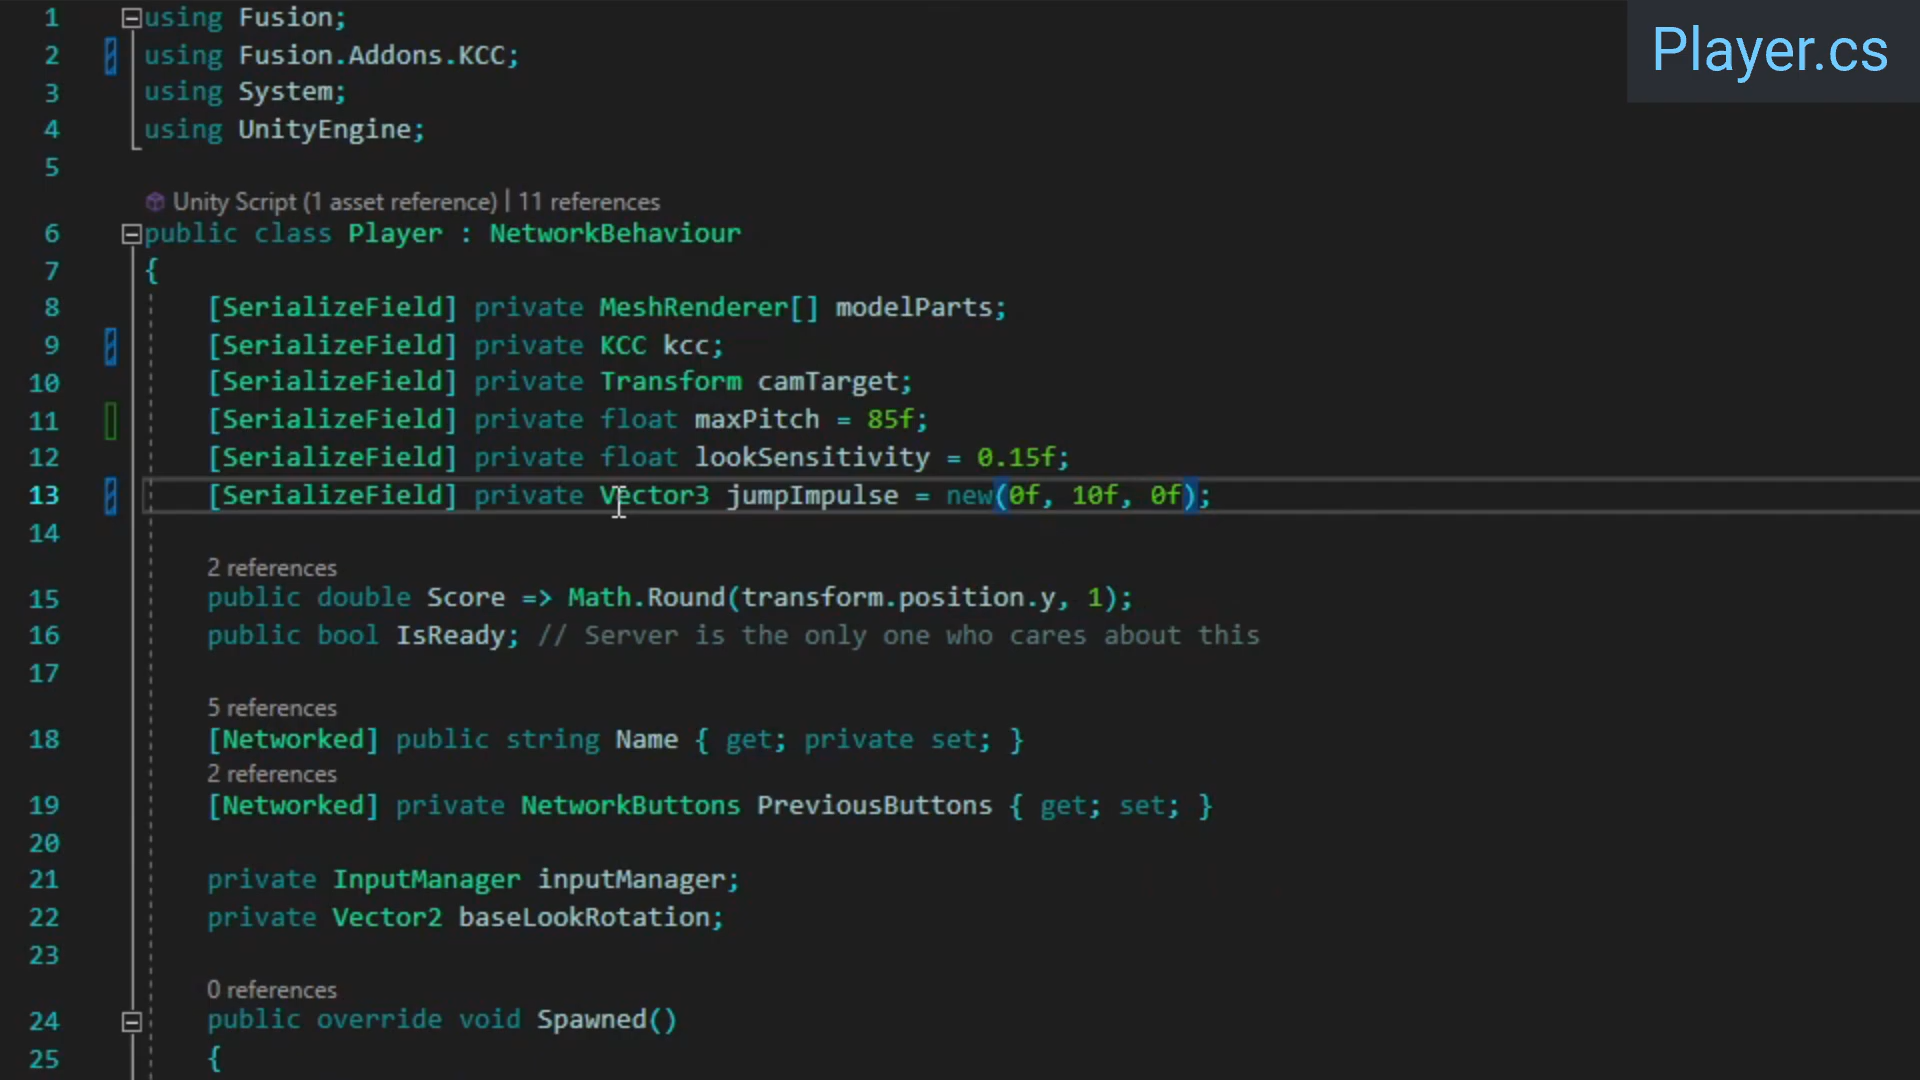 Player.cs
1 using Fusion;
2 using Fusion.Addons.KCC;
3 using System;
4 using UnityEngine;
5
Unity Script (1 asset reference) | 11 references
6 public class Player : NetworkBehaviour
7 {
8 [SerializeField] private MeshRenderer[] modelParts;
9 [SerializeField] private KCC kcc;
10 [SerializeField] private Transform camTarget;
11 [SerializeField] private float maxPitch = 85f;
12 [SerializeField] private float lookSensitivity = 0.15f;
13 [SerializeField] private Vector3 jumpImpulse = new(0f, 10f, 0f);
14
2 references
15 public double Score => Math.Round(transform.position.y, 1);
16 public bool IsReady; // Server is the only one who cares about this
17
5 references
18 [Networked] public string Name { get; private set; }
2 references
19 [Networked] private NetworkButtons PreviousButtons { get; set; }
20
21 private InputManager inputManager;
22 private Vector2 baseLookRotation;
23
0 references
24 public override void Spawned()
25 {